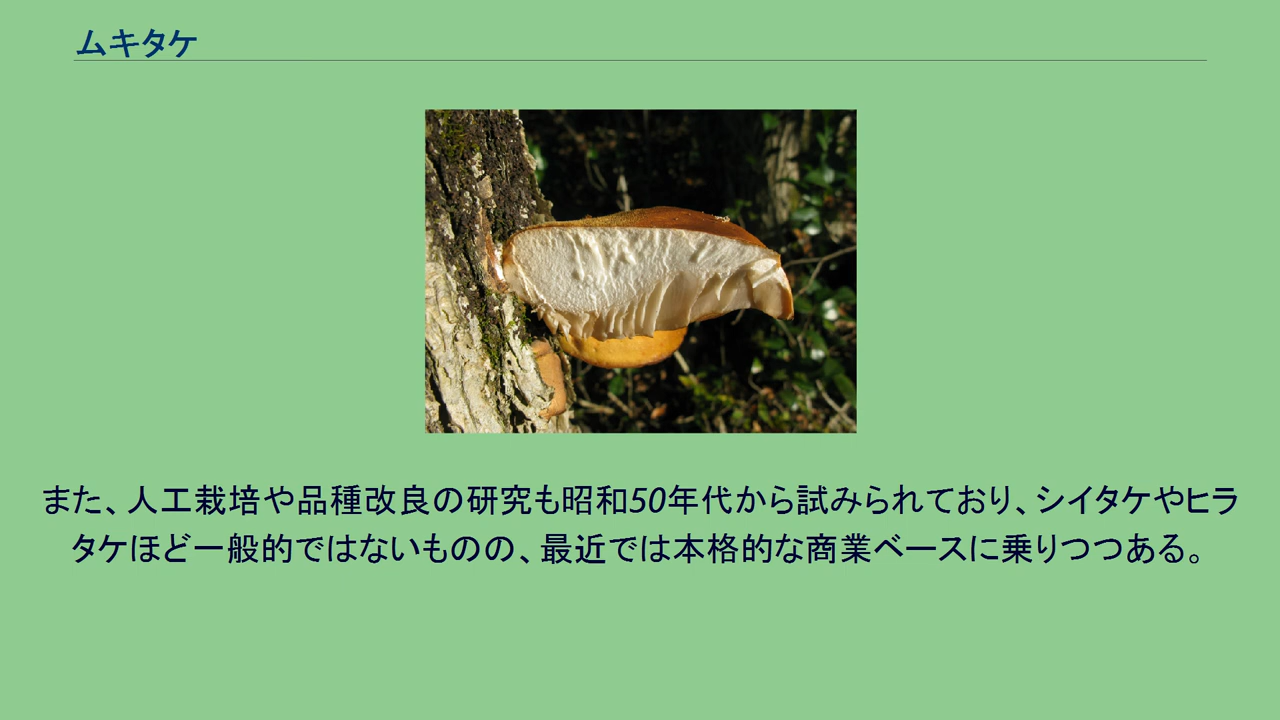 ムキタケ
また、人工栽培や品種改良の研究も昭和50年代から試みられており、シイタケやヒラ
タケほど一般的ではないものの、最近では本格的な商業ベースに乗りつつある。